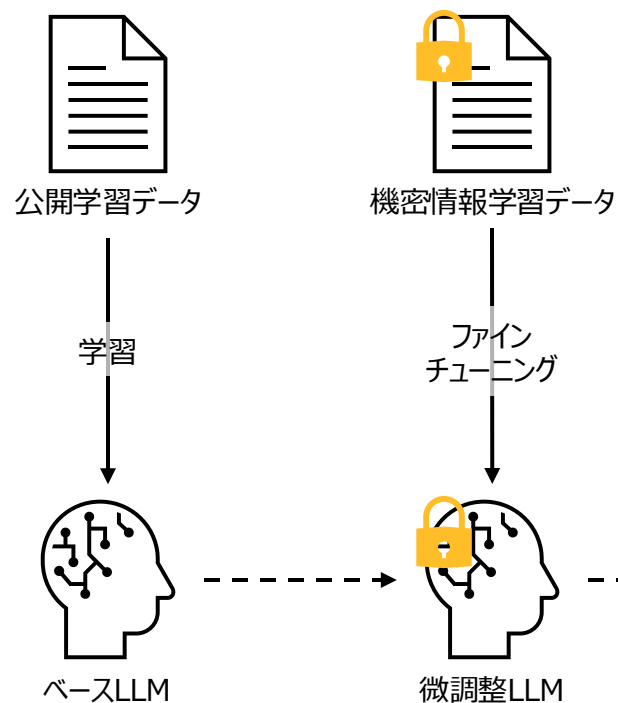 公開学習データ
機密情報学習データ
学習
ファイン
チューニング
ベースLLM
微調整LLM